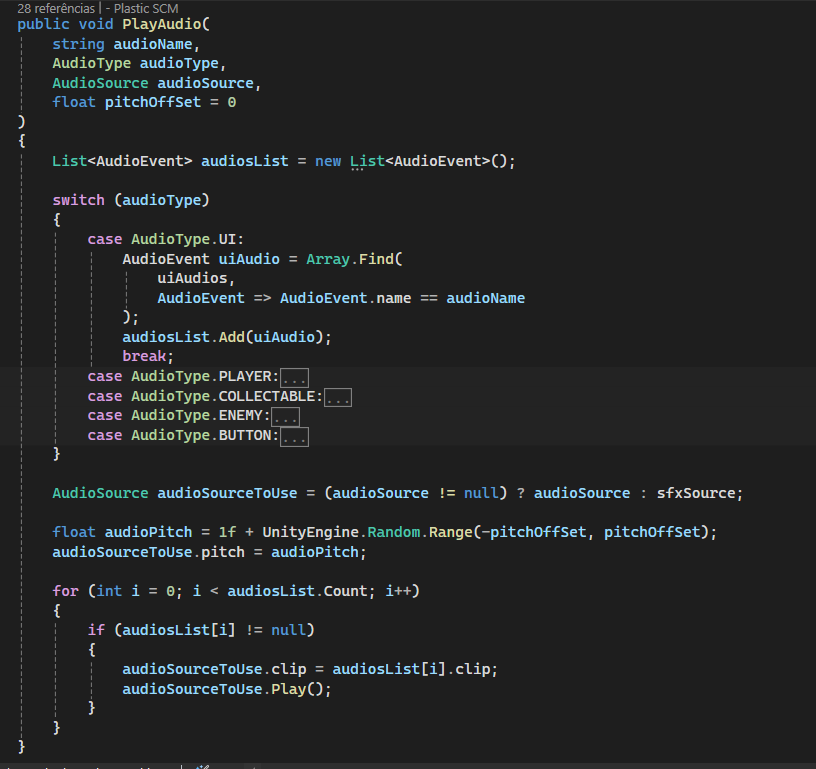 28 referências | - Plastic SCM
public void PlayAudio(
string audioName,
AudioType audioType,
AudioSource audioSource,
float pitchOffSet = 0
)
{
List<AudioEvent> audiosList = new List<AudioEvent>();
switch (audioType)
{
case AudioType.UI:
AudioEvent uiAudio = Array.Find(
uiAudios,
AudioEvent => AudioEvent.name == audioName
);
audiosList.Add(uiAudio);
break;
case AudioType.PLAYER:...
case AudioType.COLLECTABLE:...
case AudioType.ENEMY:...
case AudioType.BUTTON:...
}
AudioSource audioSourceToUse = (audioSource != null) ? audioSource : sfxSource;
float audioPitch = 1f + UnityEngine.Random.Range(-pitchOffSet, pitchOffSet);
audioSourceToUse.pitch = audioPitch;
for (int i = 0; i < audiosList.Count; i++)
{
if (audiosList[i] != null)
{
audioSourceToUse.clip = audiosList[i].clip;
audioSourceToUse.Play();
}
}
}